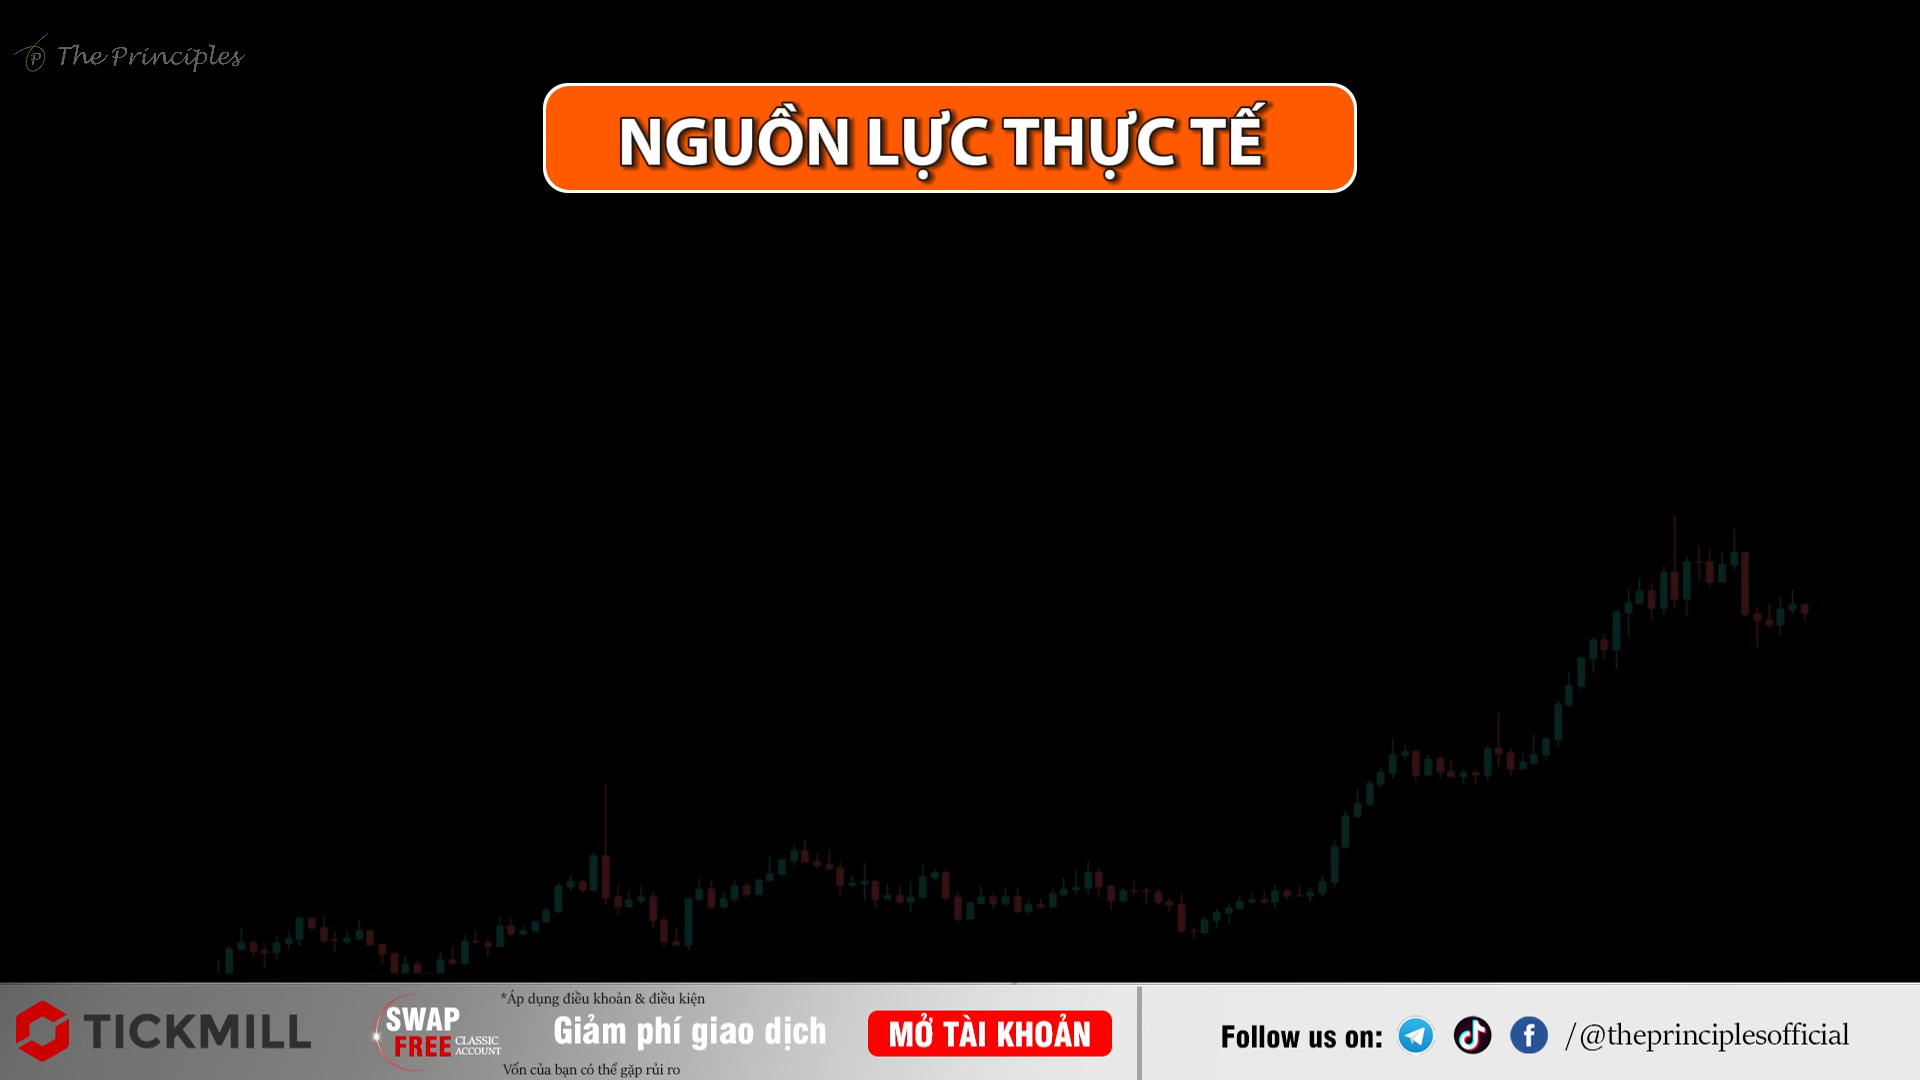 The Principles
NGUỒN LỰC THỰC TẾ
TICKMILL
SWAP
FREE
CLASSIC
ACCOUNT
*Áp dụng điều khoản & điều kiện
Giảm phí giao dịch
Vốn của bạn có thể gặp rủi ro
MỞ TÀI KHOẢN
Follow us on:
/@theprinciplesofficial